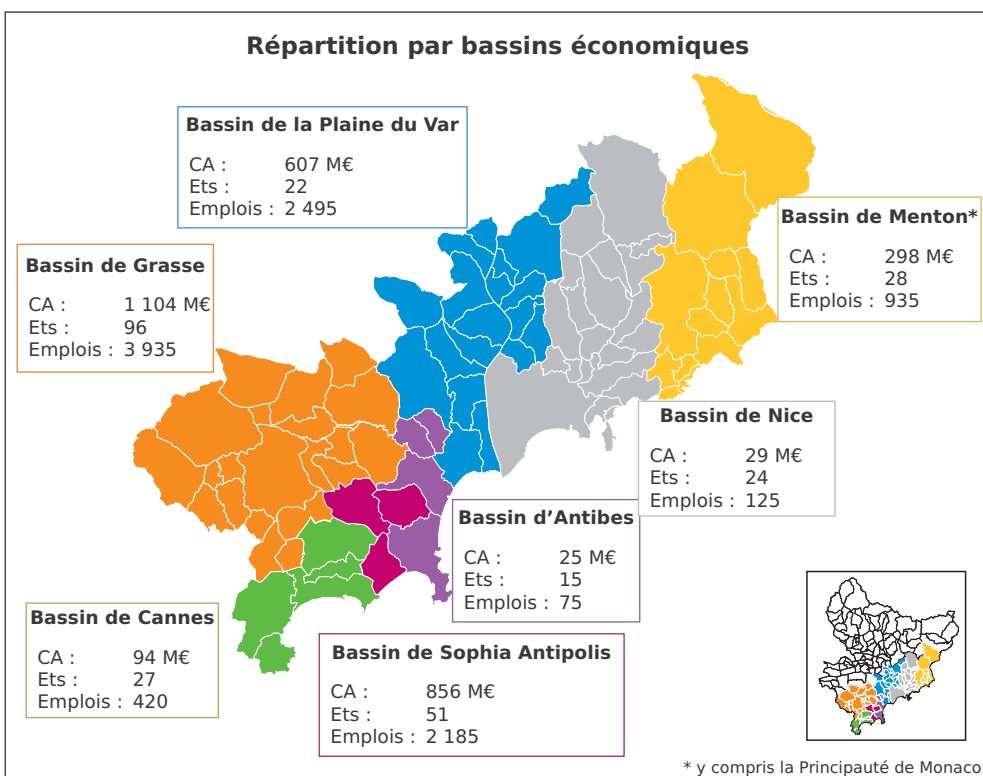 Répartition par bassins économiques
Bassin de la Plaine du Var
CA : 607 M€
Ets : 22
Emplois : 2 495
Bassin de Menton*
CA : 298 M€
Ets : 28
Emplois : 935
Bassin de Grasse
CA : 1 104 M€
Ets : 96
Emplois : 3 935
Bassin de Nice
CA : 29 M€
Ets : 24
Emplois : 125
Bassin d’Antibes
CA : 25 M€
Ets : 15
Emplois : 75
Bassin de Cannes
CA : 94 M€
Ets : 27
Emplois : 420
Bassin de Sophia Antipolis
CA : 856 M€
Ets : 51
Emplois : 2 185
* y compris la Principauté de Monaco